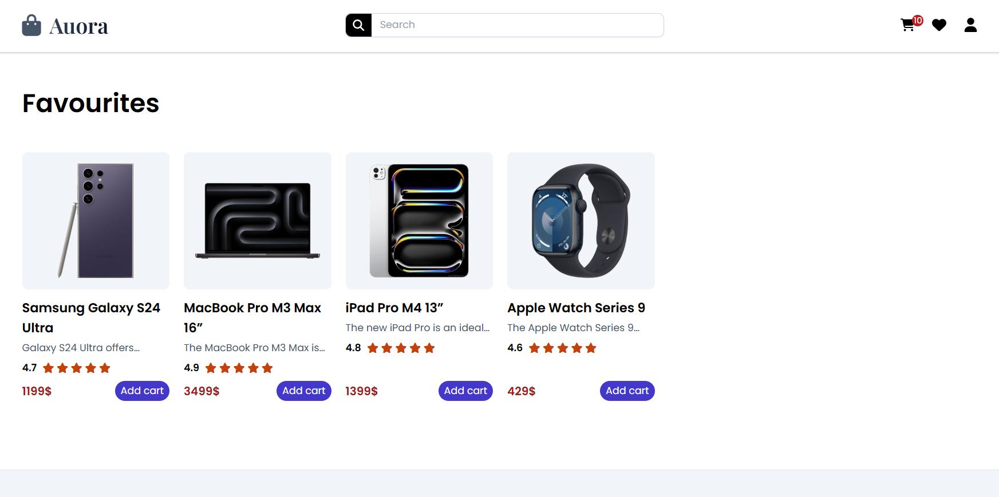 Auora
Search
10
Favourites
Samsung Galaxy S24
Ultra
Galaxy S24 Ultra offers...
4.7
1199$
Add cart
MacBook Pro M3 Max
16”
The MacBook Pro M3 Max is...
4.9
3499$
Add cart
iPad Pro M4 13”
The new iPad Pro is an ideal...
4.8
1399$
Add cart
Apple Watch Series 9
The Apple Watch Series 9...
4.6
429$
Add cart